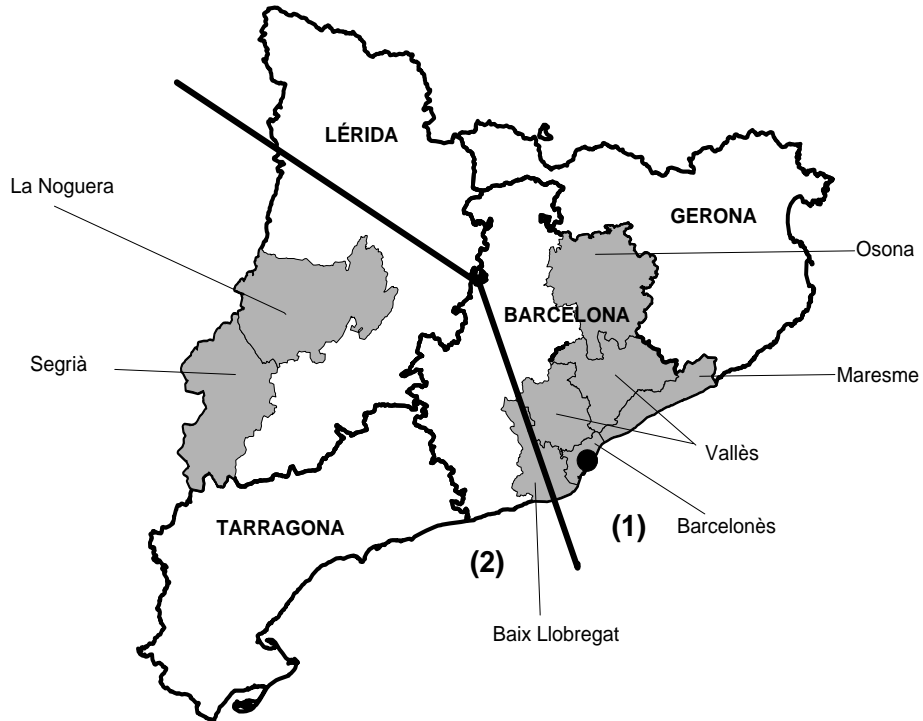 LÉRIDA
La Noguera
GERONA
Osona
BARCELONA
Segrià
Maresme
Vallès
TARRAGONA
(1)
Barcelonès
(2)
Baix Llobregat